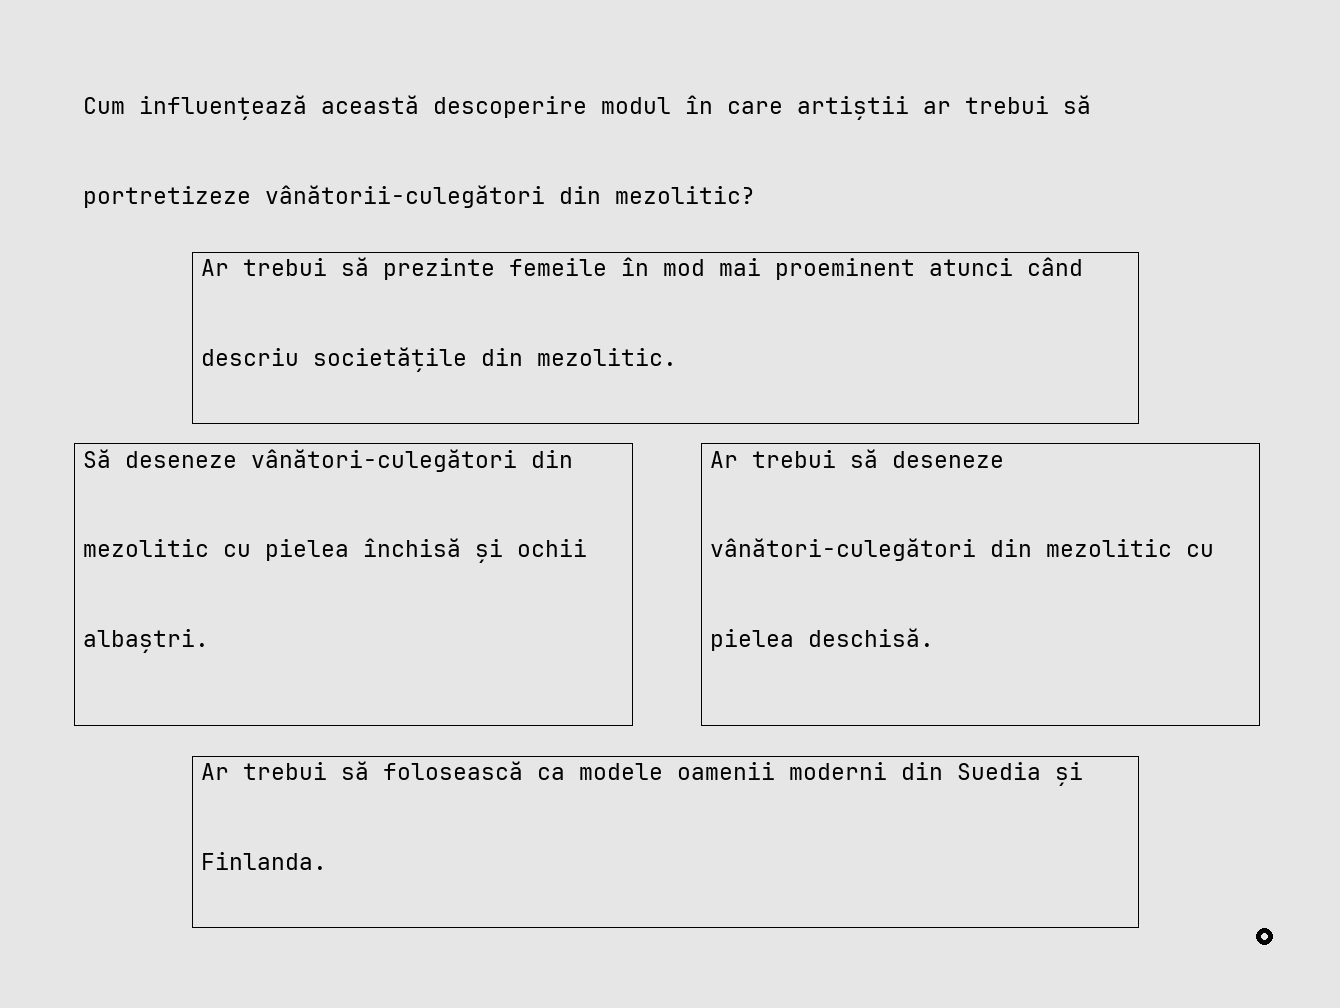 Cum influențează această descoperire modul în care artiștii ar trebui să
portretizeze vânătorii-culegători din mezolitic?
Ar trebui să prezinte femeile în mod mai proeminent atunci când
descriu societățile din mezolitic.
Să deseneze vânători-culegători din
mezolitic cu pielea închisă și ochii
albaștri.
Ar trebui să deseneze
vânători-culegători din mezolitic cu
pielea deschisă.
Ar trebui să folosească ca modele oamenii moderni din Suedia și
Finlanda.